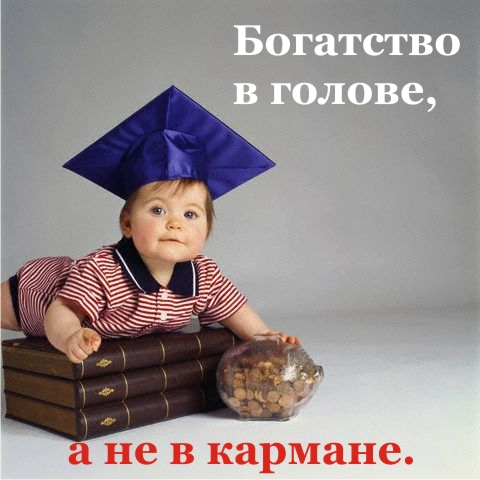 Богатство
в голове,
а не в кармане.